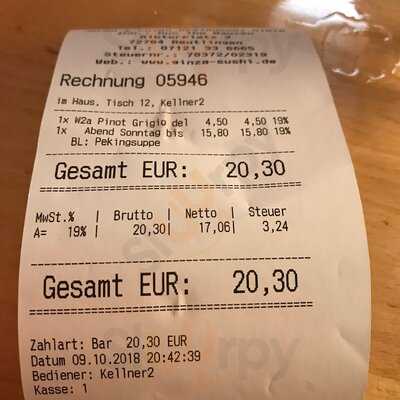 72764 Reutlingen
Tel.: 07121 33 6665
Steuernr.: 78372/02319
Web.: www.ginza-sushi.de
Rechnung 05946
im Haus, Tisch 12, Kellner2
1x W2a Pinot Grigio del 4,50 4,50 19%
1x Abend Sonntag bis 15,80 15,80 19%
BL: Pekingsuppe
Gesamt EUR: 20,30
MwSt.% | Brutto | Netto | Steuer
A= 19%| 20,30| 17,06| 3,24
Gesamt EUR: 20,30
Zahlart: Bar 20,30 EUR
Datum 09.10.2018 20:42:39
Bediener: Kellner2
Kasse: 1